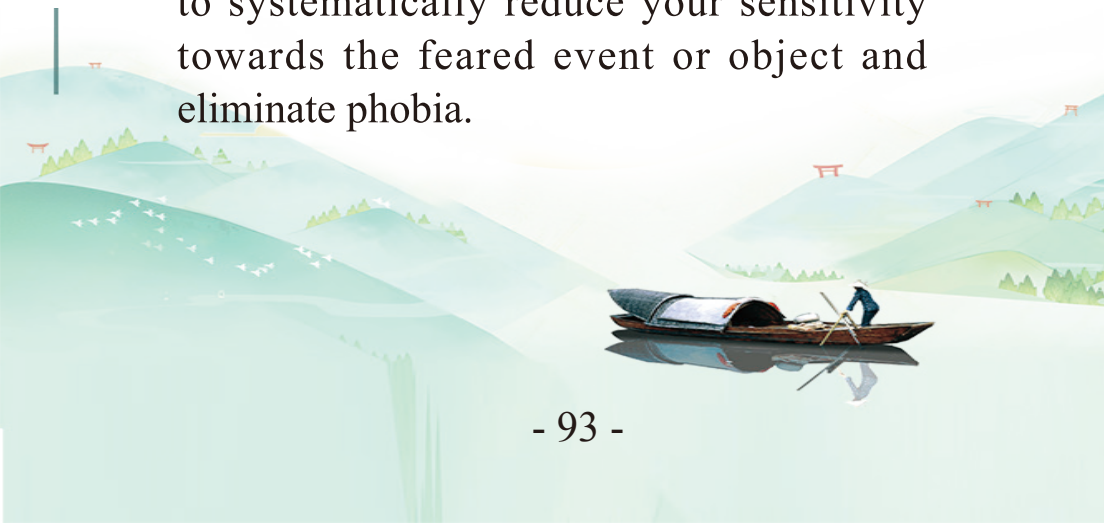 to systematically reduce your sensitivity
towards the feared event or object and
eliminate phobia.
- 93 -